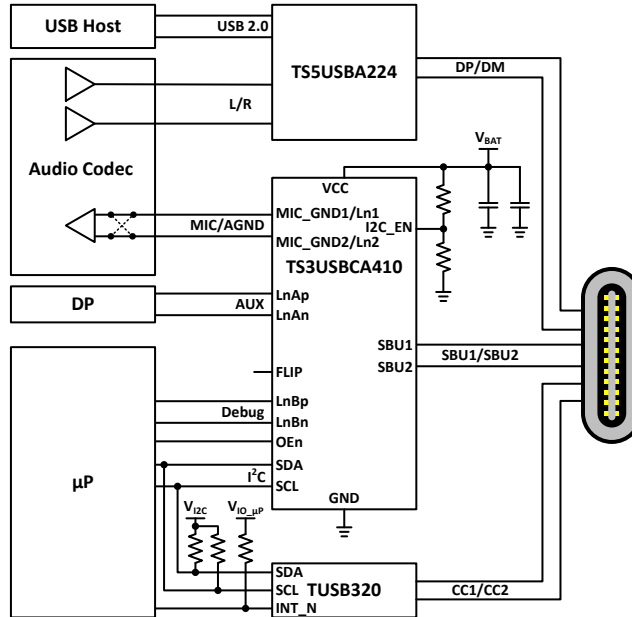 USB Host
USB 2.0
TS5USBA224
DP/DM
L/R
Audio Codec
V_BAT
VCC
MIC_GND1/Ln1
MIC/AGND
I2C_EN
MIC_GND2/Ln2
TS3USBCA410
DP
LnAp
AUX
LnAn
SBU1
SBU1/SBU2
SBU2
FLIP
LnBp
Debug
LnBn
OEn
µP
SDA
I²C
SCL
GND
V_I2C
V_IO_µP
SDA
SCL
TUSB320
CC1/CC2
INT_N